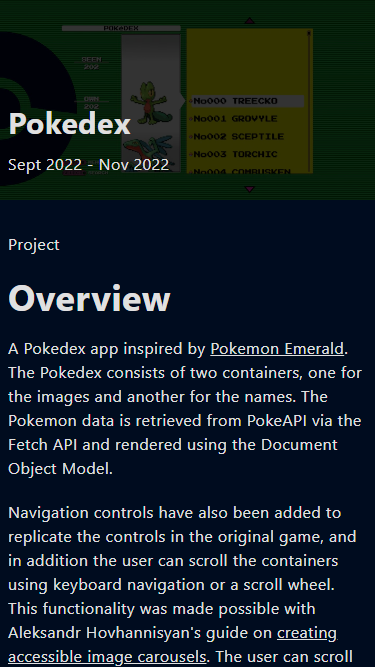 POKéDEX
SEEN
202
OWN
202
No000 TREECKO
No001 GROVYLE
No002 SCEPTILE
No003 TORCHIC
No004 COMBUSKEN
Pokedex
Sept 2022 - Nov 2022
Project
Overview
A Pokedex app inspired by Pokemon Emerald.
The Pokedex consists of two containers, one for
the images and another for the names. The
Pokemon data is retrieved from PokeAPI via the
Fetch API and rendered using the Document
Object Model.
Navigation controls have also been added to
replicate the controls in the original game, and
in addition the user can scroll the containers
using keyboard navigation or a scroll wheel.
This functionality was made possible with
Aleksandr Hovhannisyan's guide on creating
accessible image carousels. The user can scroll